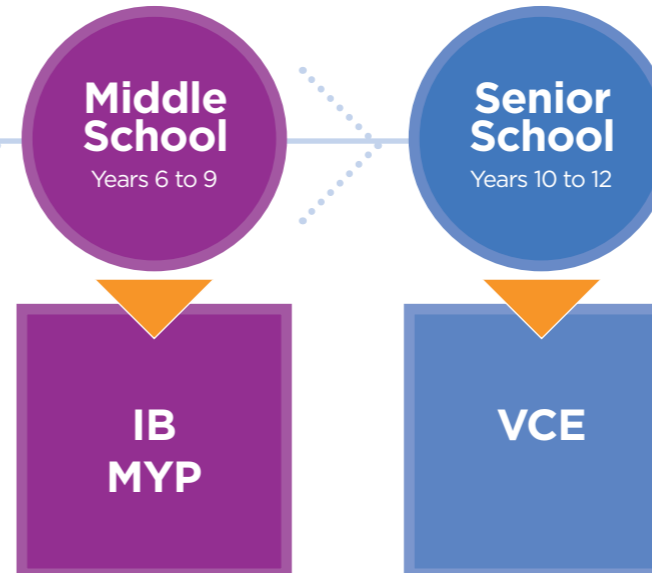 Middle
School
Years 6 to 9
Senior
School
Years 10 to 12
IB
MYP
VCE